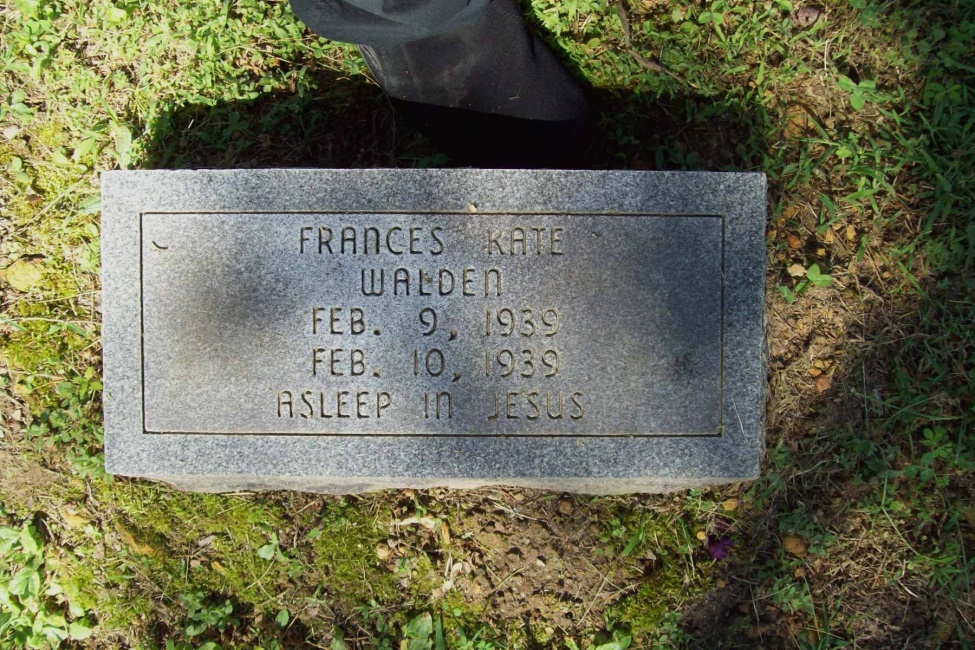 FRANCES KATE
WALDEN
FEB. 9, 1939
FEB. 10, 1939
ASLEEP IN JESUS